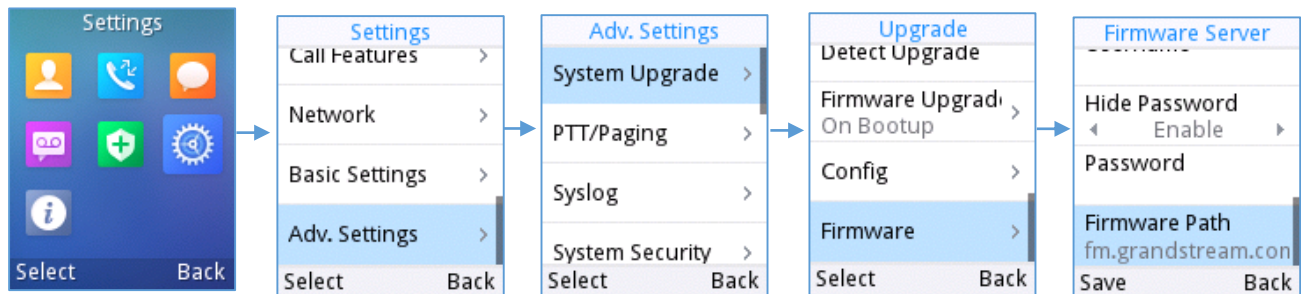 Settings
Select Back
Settings
Call Features
Network
Basic Settings
Adv. Settings
Select Back
Adv. Settings
System Upgrade
PTT/Paging
Syslog
System Security
Select Back
Upgrade
Detect Upgrade
Firmware Upgrad
On Bootup
Config
Firmware
Select Back
Firmware Server
Hide Password
Enable
Password
Firmware Path
fm.grandstream.con
Save Back